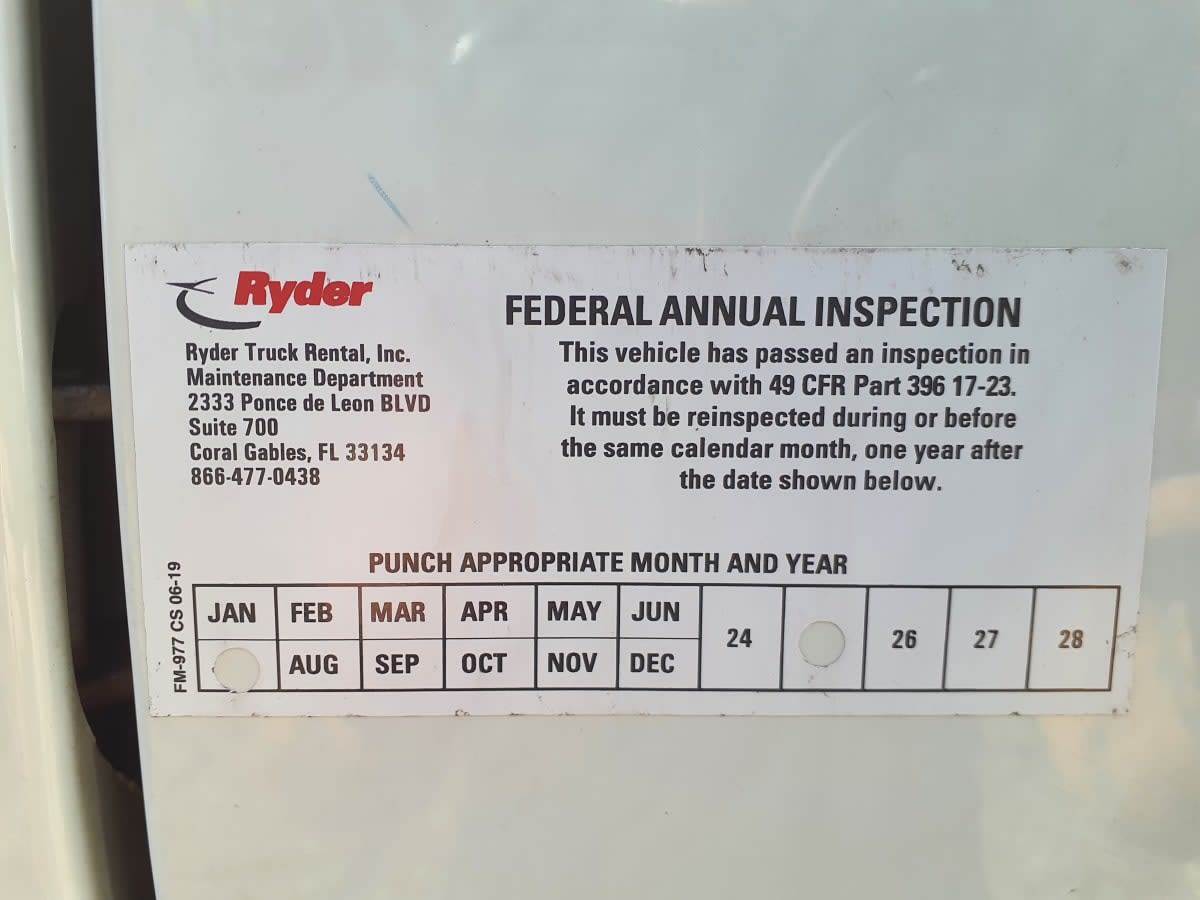 Ryder
Ryder Truck Rental, Inc.
Maintenance Department
2333 Ponce de Leon BLVD
Suite 700
Coral Gables, FL 33134
866-477-0438
FEDERAL ANNUAL INSPECTION
This vehicle has passed an inspection in
accordance with 49 CFR Part 396 17-23.
It must be reinspected during or before
the same calendar month, one year after
the date shown below.
PUNCH APPROPRIATE MONTH AND YEAR
FM-977 CS 06-19
JAN FEB MAR APR MAY JUN
AUG SEP OCT NOV DEC
24 26 27 28